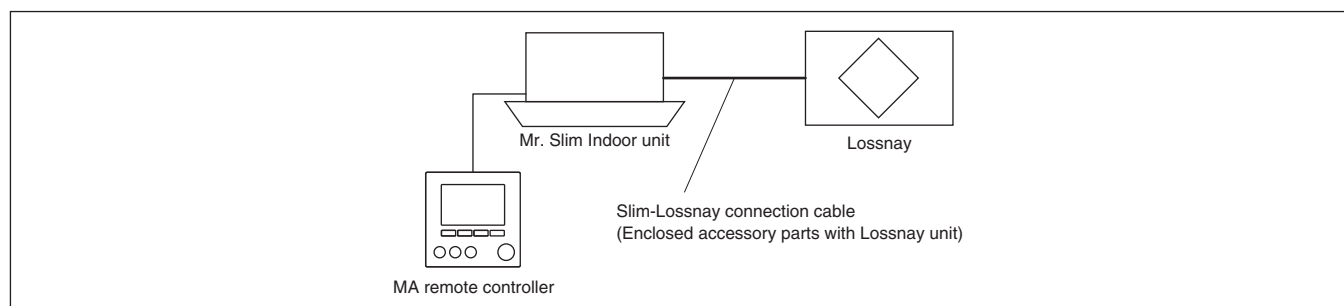 Mr. Slim Indoor unit
Lossnay
Slim-Lossnay connection cable
(Enclosed accessory parts with Lossnay unit)
MA remote controller